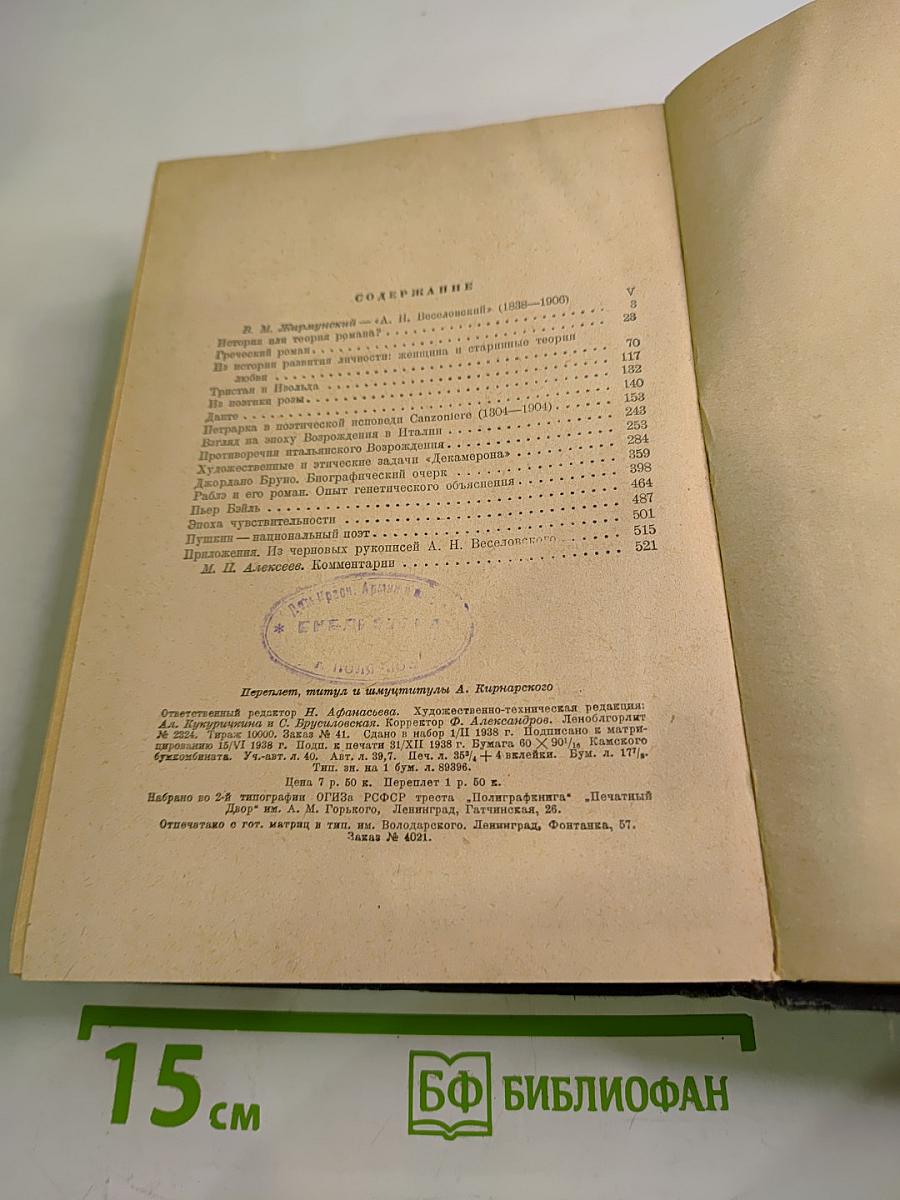 СОДЕРЖАНИЕ
В. М. Жирмунский — «А. Н. Веселовский» (1838—1906) V
История или теория романа? 3
Греческий роман 23
Из истории развития личности: женщина и старинные теории
любви 70
Тристан и Изольда 117
Из поэтики розы 132
Данте 140
Петрарка в поэтической исповеди Canzoniere (1304—1904) 153
Взгляд на эпоху Возрождения в Италии 243
Противоречия итальянского Возрождения 253
Художественные и этические задачи «Декамерона» 284
Джордано Бруно. Биографический очерк 359
Раблэ и его роман. Опыт генетического объяснения 398
Пьер Бэйль 464
Эпоха чувствительности 487
Пушкин — национальный поэт 501
Приложения. Из черновых рукописей А. Н. Веселовского 515
М. П. Алексеев. Комментарии 521
Переплет, титул и шмуцтитулы А. Кирнарского
Ответственный редактор Н. Афанасьева. Художественно-техническая редакция:
Ал. Кукуричкина и С. Брусиловская. Корректор Ф. Александров. Леноблгорлит
№ 2324. Тираж 10000. Заказ № 41. Сдано в набор 1/II 1938 г. Подписано к матри-
цированию 15/VI 1938 г. Подп. к печати 31/XII 1938 г. Бумага 60 × 90¹/₁₆ Камского
бумкомбината. Уч.-авт. л. 40. Авт. л. 39,7. Печ. л. 35³/₄ + 4 вклейки. Бум. л. 17⁷/₈.
Тип. зн. на 1 бум. л. 89396.
Цена 7 р. 50 к. Переплет 1 р. 50 к.
Набрано во 2-й типографии ОГИЗа РСФСР треста „Полиграфкнига“ „Печатный
Двор“ им. А. М. Горького, Ленинград, Гатчинская, 26.
Отпечатано с гот. матриц в тип. им. Володарского. Ленинград, Фонтанка, 57.
Заказ № 4021.
15 см
БФ БИБЛИОФАН